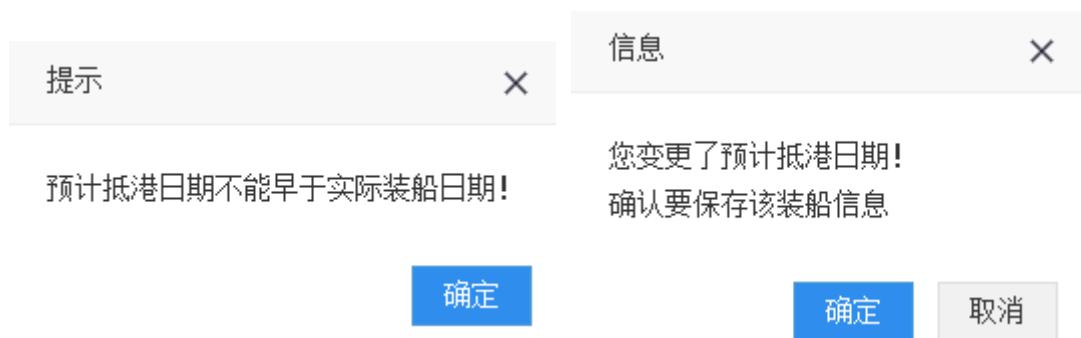 提示
预计抵港日期不能早于实际装船日期!
确定
信息
您变更了预计抵港日期!
确认要保存该装船信息
确定
取消